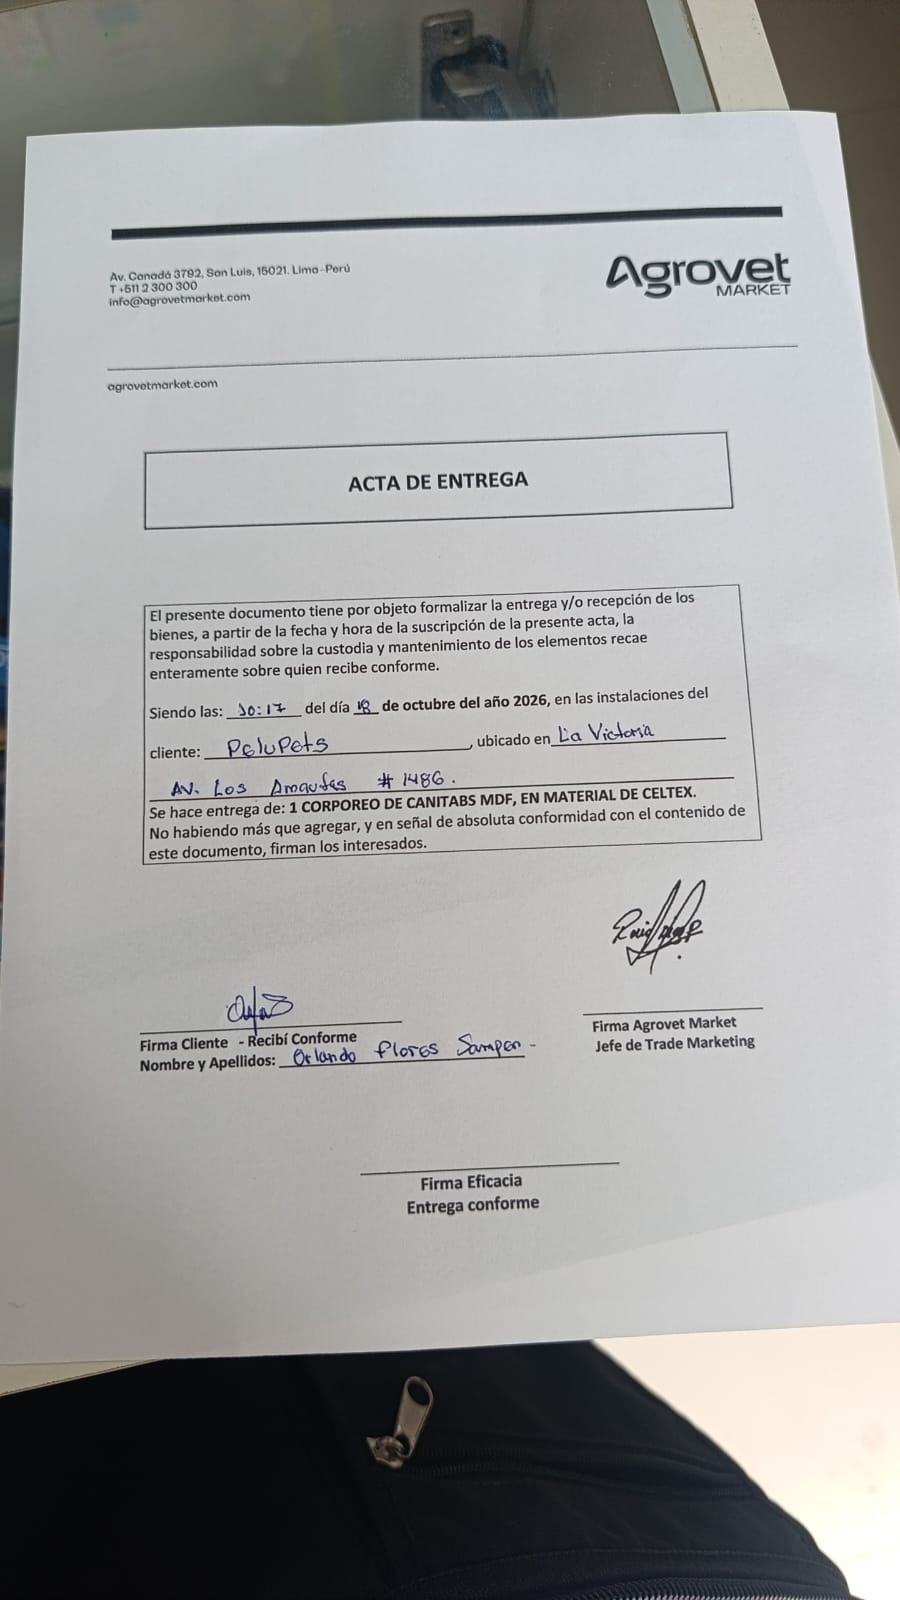 Av. Canadá 3792, San Luis, 15021. Lima-Perú
T +511 2 300 300
info@agrovetmarket.com
Agrovet
MARKET
agrovetmarket.com
ACTA DE ENTREGA
El presente documento tiene por objeto formalizar la entrega y/o recepción de los
bienes, a partir de la fecha y hora de la suscripción de la presente acta, la
responsabilidad sobre la custodia y mantenimiento de los elementos recae
enteramente sobre quien recibe conforme.
Siendo las: 10:17 del día 18 de octubre del año 2026, en las instalaciones del
cliente: PeluPets, ubicado en La Victoria
AV. Los Amautas #1486.
Se hace entrega de: 1 CORPOREO DE CANITABS MDF, EN MATERIAL DE CELTEX.
No habiendo más que agregar, y en señal de absoluta conformidad con el contenido de
este documento, firman los interesados.
Firma Cliente - Recibí Conforme
Nombre y Apellidos: Orlando Flores Sampen -
Firma Agrovet Market
Jefe de Trade Marketing
Firma Eficacia
Entrega conforme